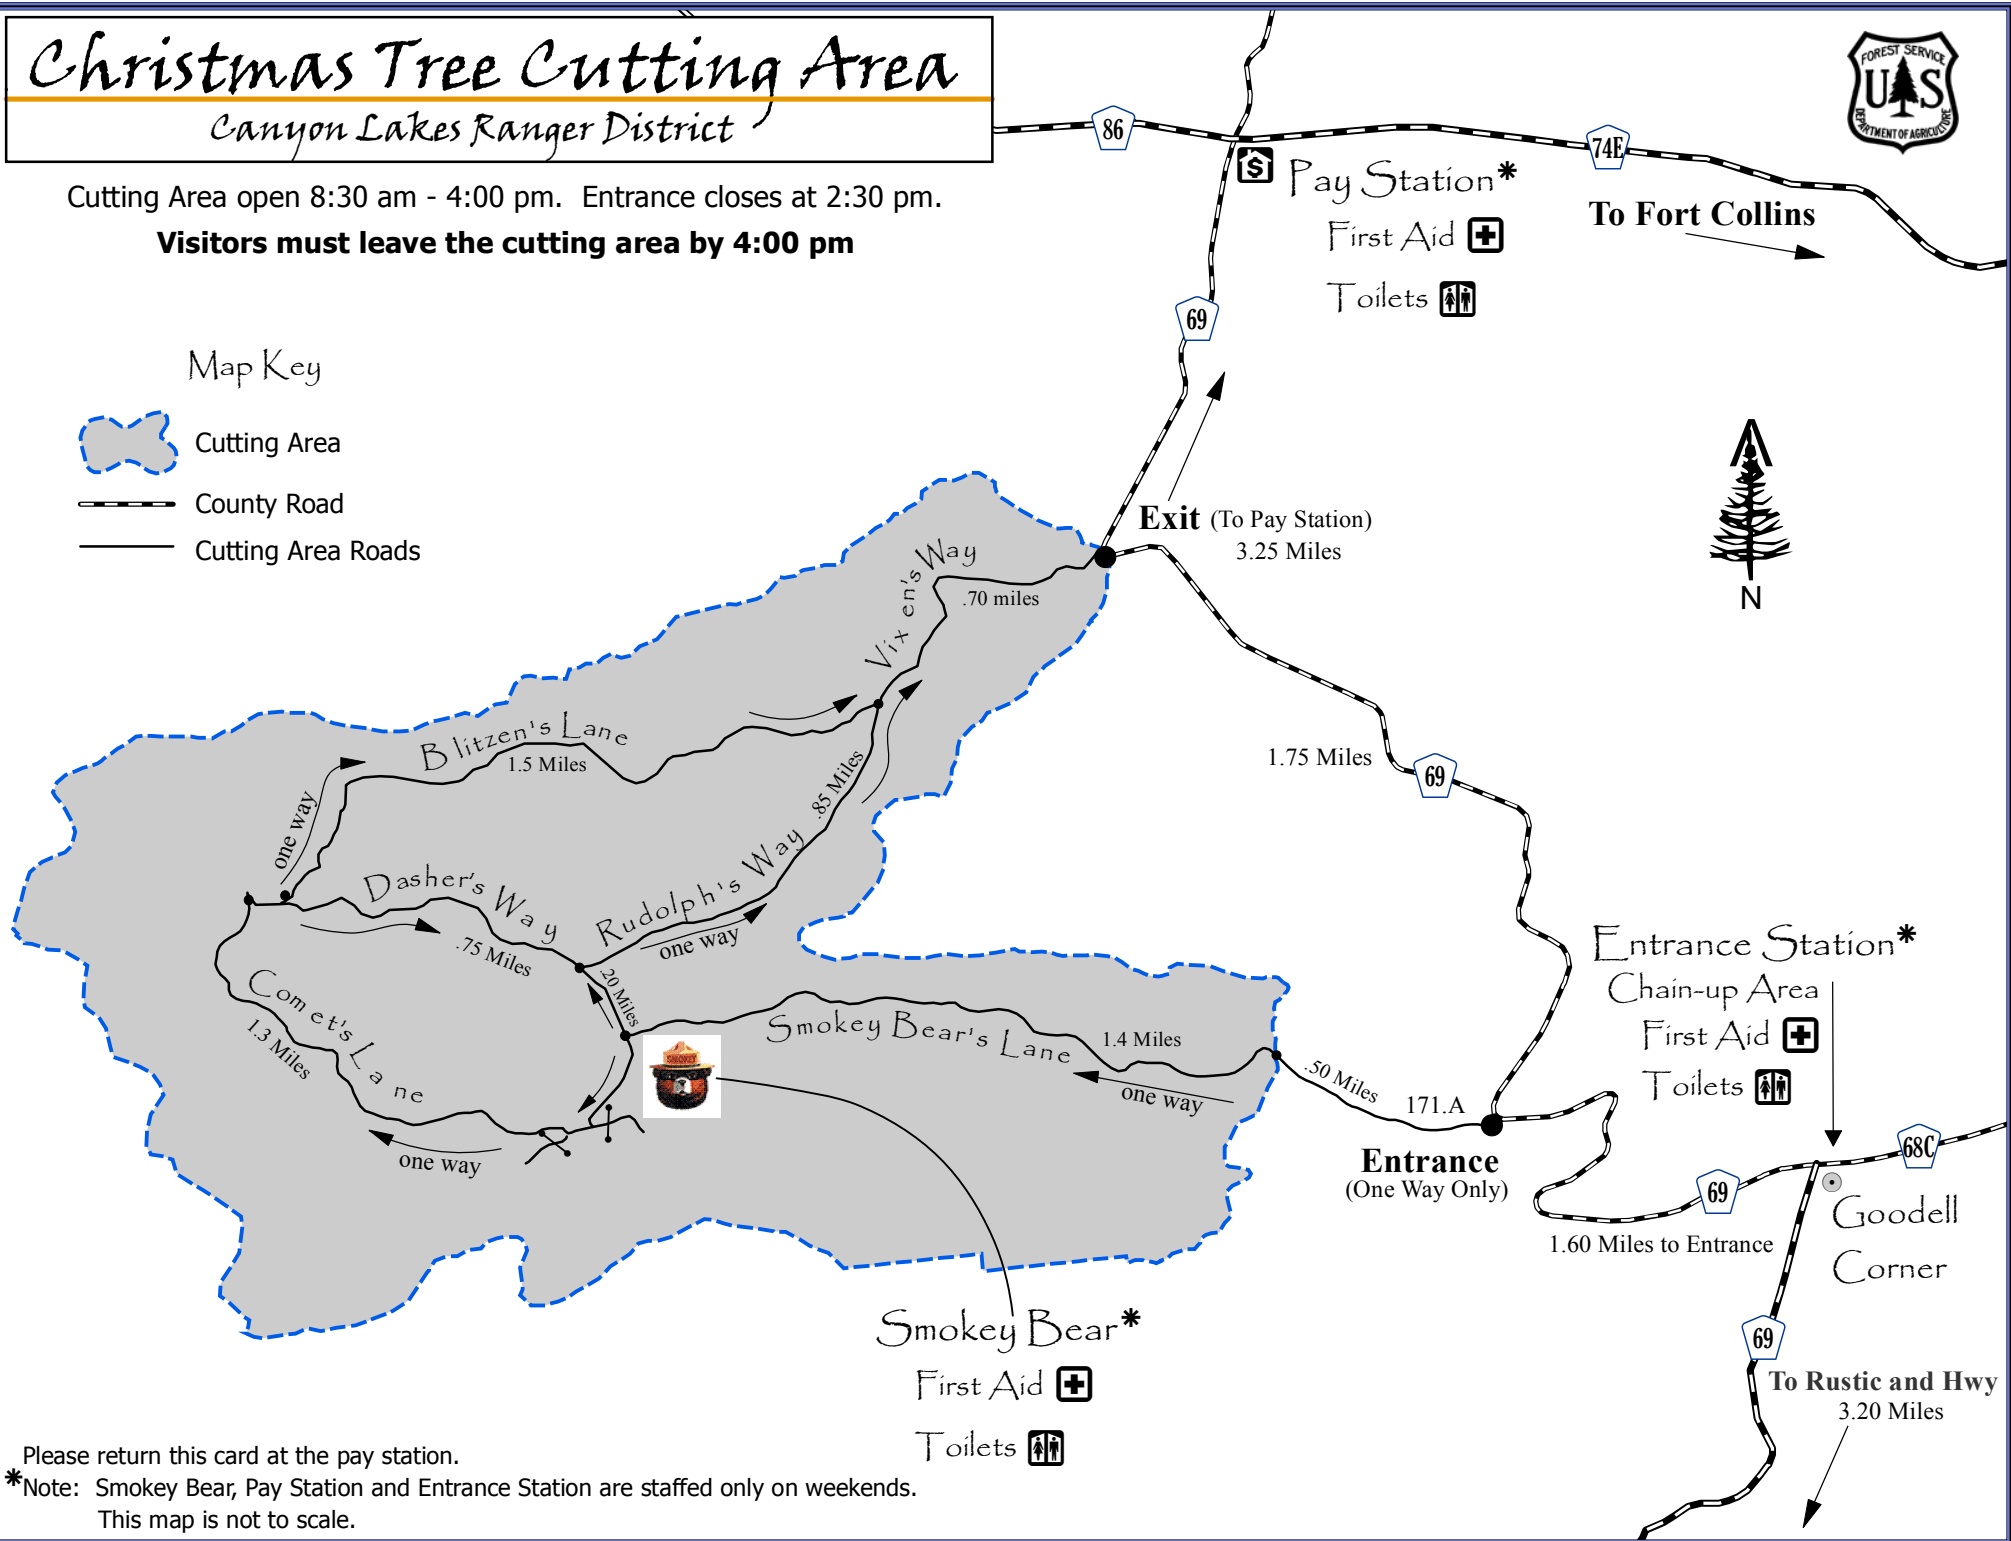 Christmas Tree Cutting Area
Canyon Lakes Ranger District
FOREST SERVICE
US
DEPARTMENT OF AGRICULTURE
Cutting Area open 8:30 am - 4:00 pm. Entrance closes at 2:30 pm.
Visitors must leave the cutting area by 4:00 pm
86
74E
Pay Station*
First Aid
Toilets
To Fort Collins
69
Map Key
Cutting Area
County Road
Cutting Area Roads
Exit (To Pay Station)
3.25 Miles
N
Vixen's Way
.70 miles
Blitzen's Lane
1.5 Miles
one way
.85 Miles
1.75 Miles
69
Dasher's Way
.75 Miles
Rudolph's Way
one way
.20 Miles
Comet's Lane
1.3 Miles
one way
SMOKEY
Smokey Bear's Lane
1.4 Miles
one way
.50 Miles
171.A
Entrance
(One Way Only)
Entrance Station*
Chain-up Area
First Aid
Toilets
68C
69
1.60 Miles to Entrance
Goodell
Corner
69
To Rustic and Hwy
3.20 Miles
Smokey Bear*
First Aid
Toilets
Please return this card at the pay station.
*Note: Smokey Bear, Pay Station and Entrance Station are staffed only on weekends.
This map is not to scale.